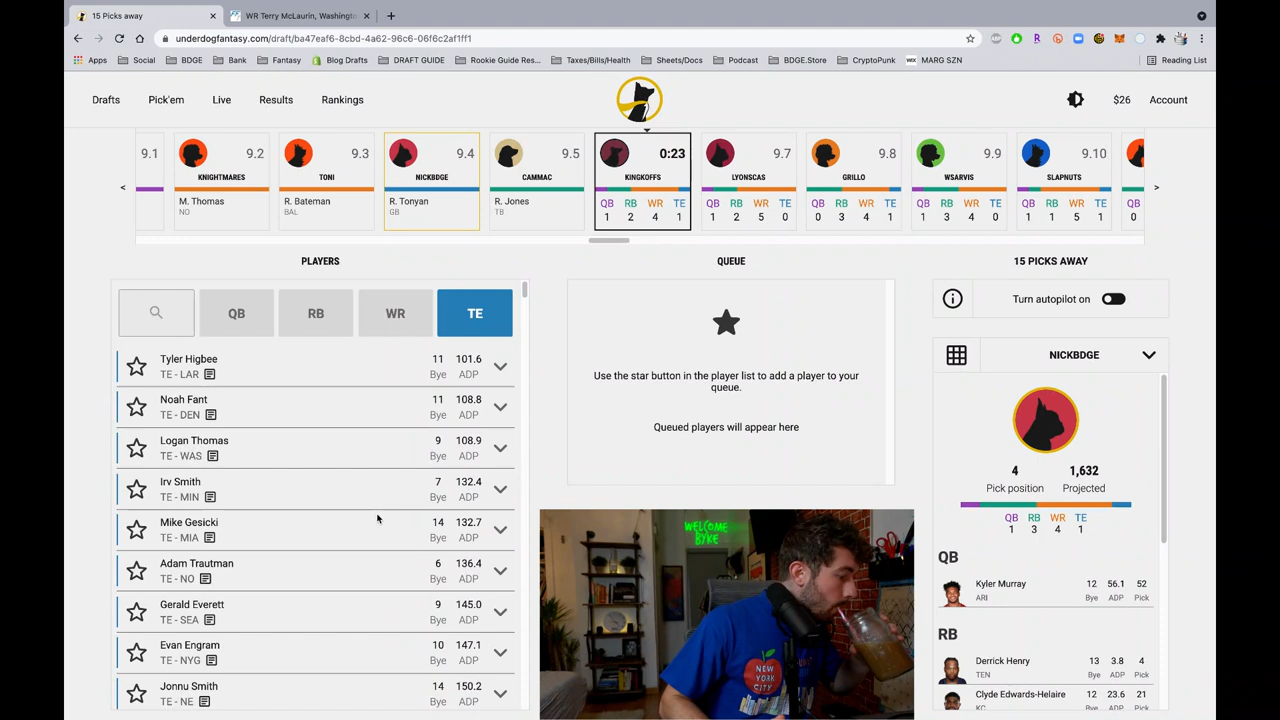 15 Picks away
WR Terry McLaurin, Washingto
underdogfantasy.com/draft/ba47eaf6-8cbd-4a62-96c6-06f6c2af1ff1
Apps Social BDGE Bank Fantasy Blog Drafts DRAFT GUIDE Rookie Guide Res... Taxes/Bills/Health Sheets/Docs Podcast BDGE.Store CryptoPunk MARG SZN Reading List
Drafts Pick'em Live Results Rankings $26 Account
9.1 9.2 9.3 9.4 9.5 0:23 9.7 9.8 9.9 9.10
KNIGHTMARES TONI NICKBDGE CAMMAC KINGKOFFS LYONSCAS GRILLO WSARVIS SLAPNUTS
M. Thomas R. Bateman R. Tonyan R. Jones QB RB WR TE QB RB WR TE QB RB WR TE QB RB WR TE QB RB WR TE QB
NO BAL GB TB 1 2 4 1 1 2 5 0 0 3 4 1 1 3 4 0 1 1 5 1 0
PLAYERS QUEUE 15 PICKS AWAY
QB RB WR TE
Turn autopilot on
Tyler Higbee 11 101.6
TE - LAR Bye ADP
Noah Fant 11 108.8
TE - DEN Bye ADP
Logan Thomas 9 108.9
TE - WAS Bye ADP
Irv Smith 7 132.4
TE - MIN Bye ADP
Mike Gesicki 14 132.7
TE - MIA Bye ADP
Adam Trautman 6 136.4
TE - NO Bye ADP
Gerald Everett 9 145.0
TE - SEA Bye ADP
Evan Engram 10 147.1
TE - NYG Bye ADP
Jonnu Smith 14 150.2
TE - NE Bye ADP
Use the star button in the player list to add a player to your
queue.
Queued players will appear here
WELCOME
BYKE
NEW
YORK
CITY
NICKBDGE
4 1,632
Pick position Projected
QB RB WR TE
1 3 4 1
QB
Kyler Murray 12 56.1 52
ARI Bye ADP Pick
RB
Derrick Henry 13 3.8 4
TEN Bye ADP Pick
Clyde Edwards-Helaire 12 23.6 21
KC Bye ADP Pick